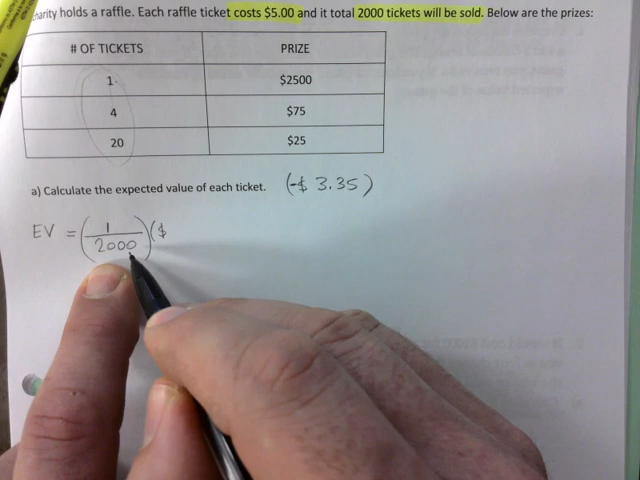 charity holds a raffle. Each raffle ticket costs $5.00 and it total 2000 tickets will be sold. Below are the prizes:
# OF TICKETS PRIZE
1 $2500
4 $75
20 $25
a) Calculate the expected value of each ticket. (-$ 3.35)
EV = (1/2000)($